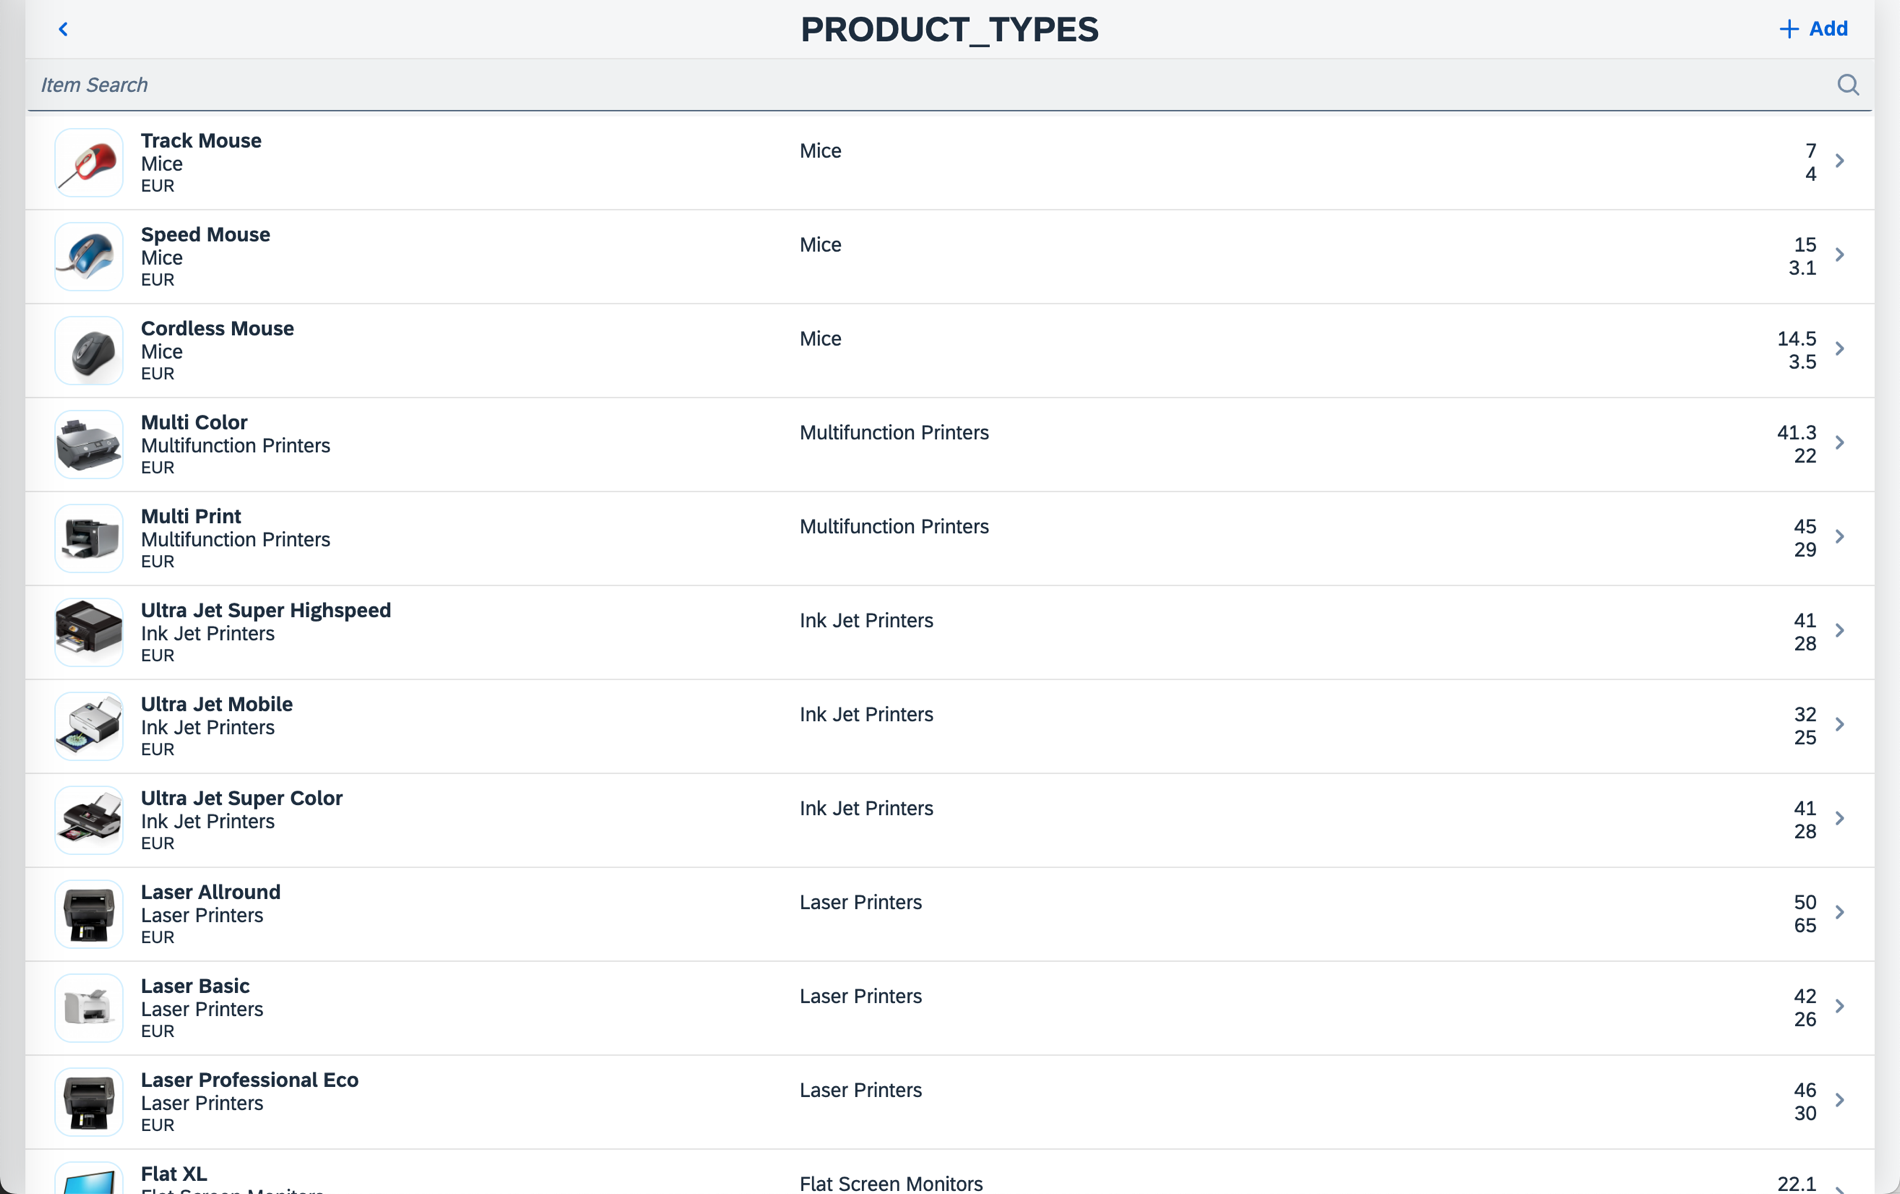 PRODUCT_TYPES
Add
Item Search
Track Mouse
Mice
EUR
Mice
7
4
Speed Mouse
Mice
EUR
Mice
15
3.1
Cordless Mouse
Mice
EUR
Mice
14.5
3.5
Multi Color
Multifunction Printers
EUR
Multifunction Printers
41.3
22
Multi Print
Multifunction Printers
EUR
Multifunction Printers
45
29
Ultra Jet Super Highspeed
Ink Jet Printers
EUR
Ink Jet Printers
41
28
Ultra Jet Mobile
Ink Jet Printers
EUR
Ink Jet Printers
32
25
Ultra Jet Super Color
Ink Jet Printers
EUR
Ink Jet Printers
41
28
Laser Allround
Laser Printers
EUR
Laser Printers
50
65
Laser Basic
Laser Printers
EUR
Laser Printers
42
26
Laser Professional Eco
Laser Printers
EUR
Laser Printers
46
30
Flat XL
Flat Screen Monitors
Flat Screen Monitors
22.1